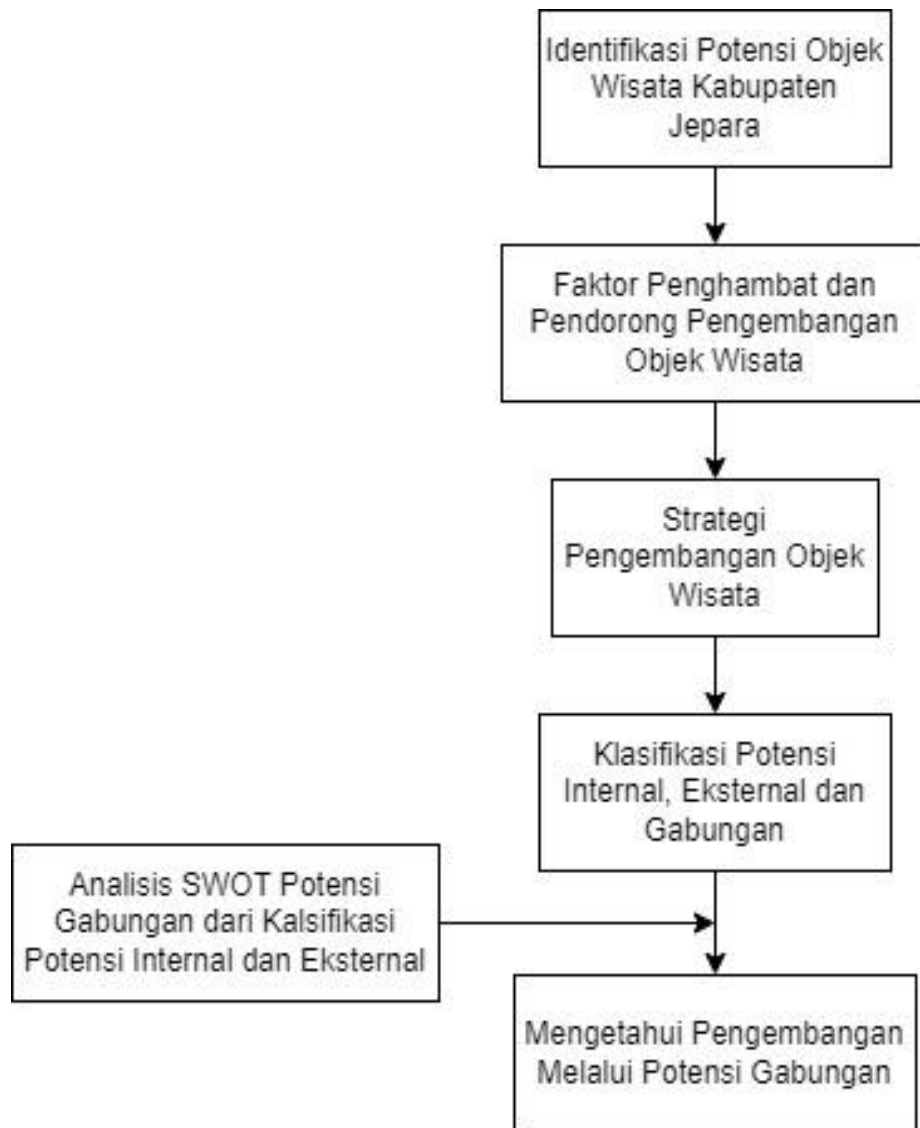 Identifikasi Potensi Objek
Wisata Kabupaten
Jepara
Faktor Penghambat dan
Pendorong Pengembangan
Objek Wisata
Strategi
Pengembangan Objek
Wisata
Klasifikasi Potensi
Internal, Eksternal dan
Gabungan
Analisis SWOT Potensi
Gabungan dari Kalsifikasi
Potensi Internal dan Eksternal
Mengetahui Pengembangan
Melalui Potensi Gabungan